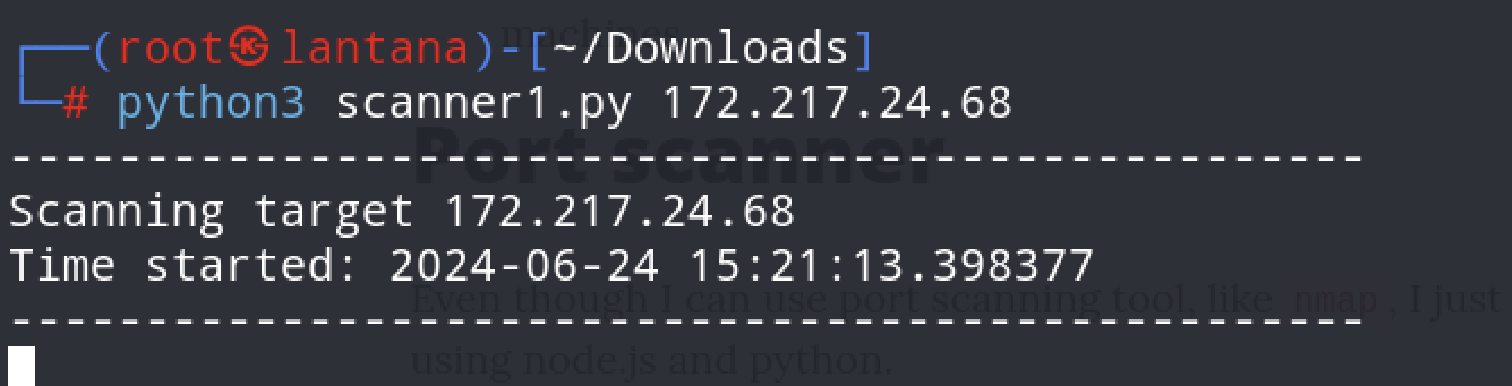 machines
┌──(root㉿lantana)-[~/Downloads]
└─# python3 scanner1.py 172.217.24.68
Port scanner
--------------------------------------------------
Scanning target 172.217.24.68
Time started: 2024-06-24 15:21:13.398377
Even though I can use port scanning tool, like nmap, I just
--------------------------------------------------
using node.js and python.